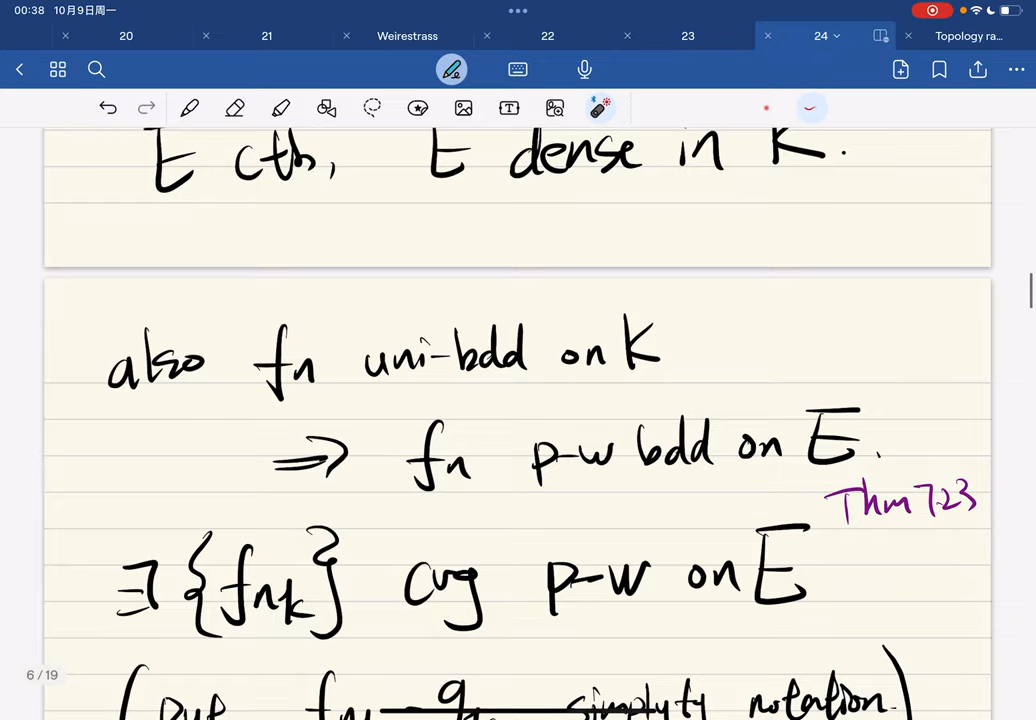 00:38 10月9日周一
20
21
Weirestrass
22
23
24
Topology ra...
E ctb, E dense in K.
also fn uni-bdd on K
⇒ fn p-w bdd on E.
Thm 7.23
∃ {fnk} cvg p-w on E
6/19
notation)